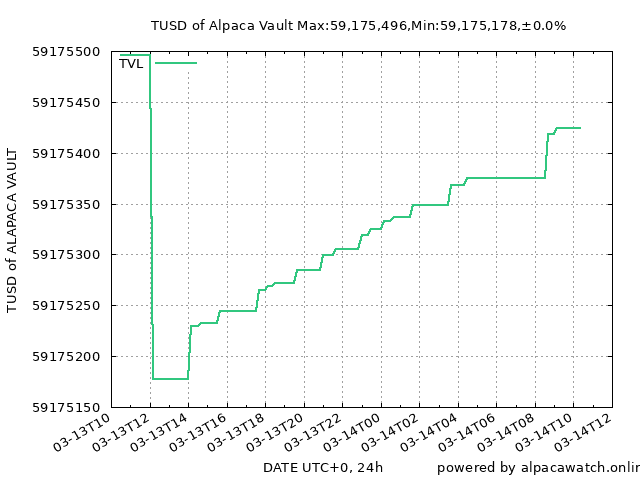 TUSD of Alpaca Vault Max:59,175,496,Min:59,175,178,±0.0%
TVL
59175500
59175450
59175400
59175350
59175300
59175250
59175200
59175150
TUSD of ALAPACA VAULT
03-13T10
03-13T12
03-13T14
03-13T16
03-13T18
03-13T20
03-13T22
03-14T00
03-14T02
03-14T04
03-14T06
03-14T08
03-14T10
03-14T12
DATE UTC+0, 24h
powered by alpacawatch.onlin